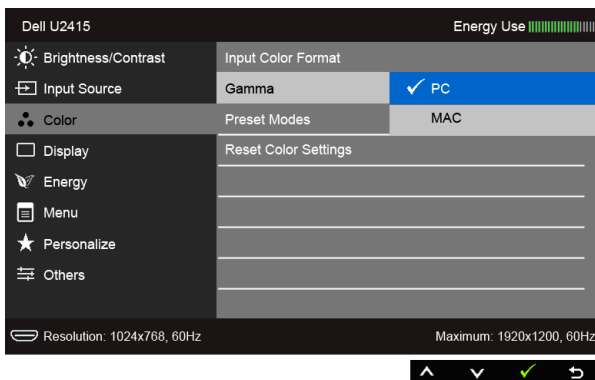 Dell U2415 Energy Use
Brightness/Contrast Input Color Format
Input Source Gamma PC
Color Preset Modes MAC
Display Reset Color Settings
Energy
Menu
Personalize
Others
Resolution: 1024x768, 60Hz Maximum: 1920x1200, 60Hz